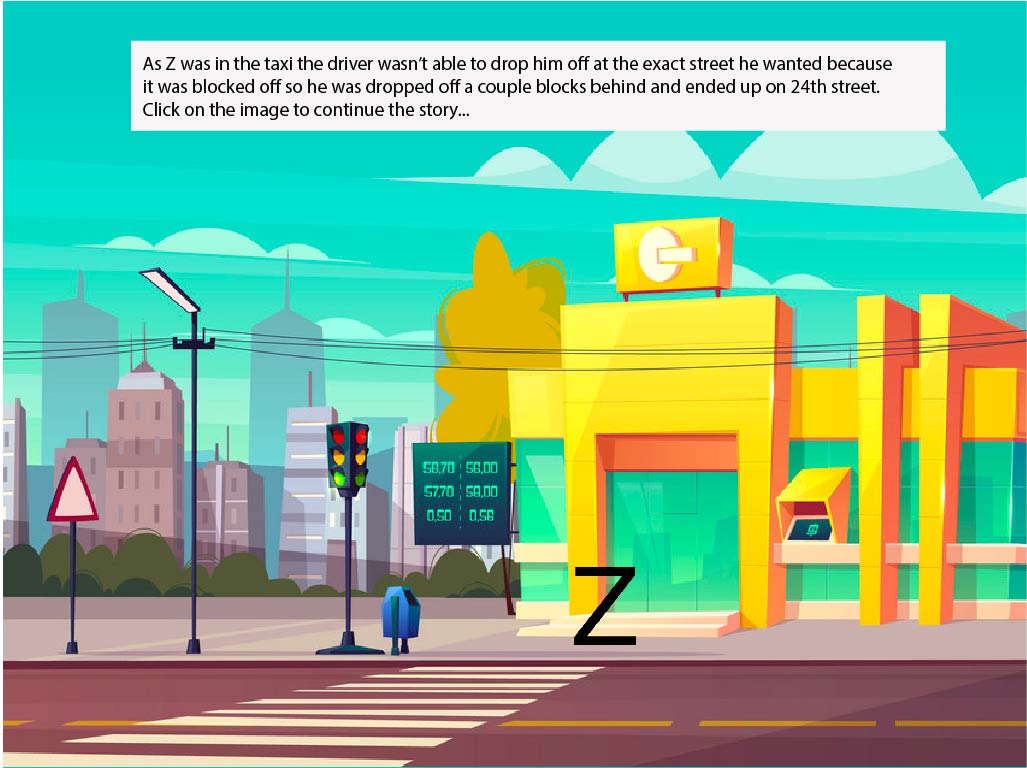 As Z was in the taxi the driver wasn't able to drop him off at the exact street he wanted because
it was blocked off so he was dropped off a couple blocks behind and ended up on 24th street.
Click on the image to continue the story...
56,70 56,00
57,70 58,00
0,50 0,56
$
Z